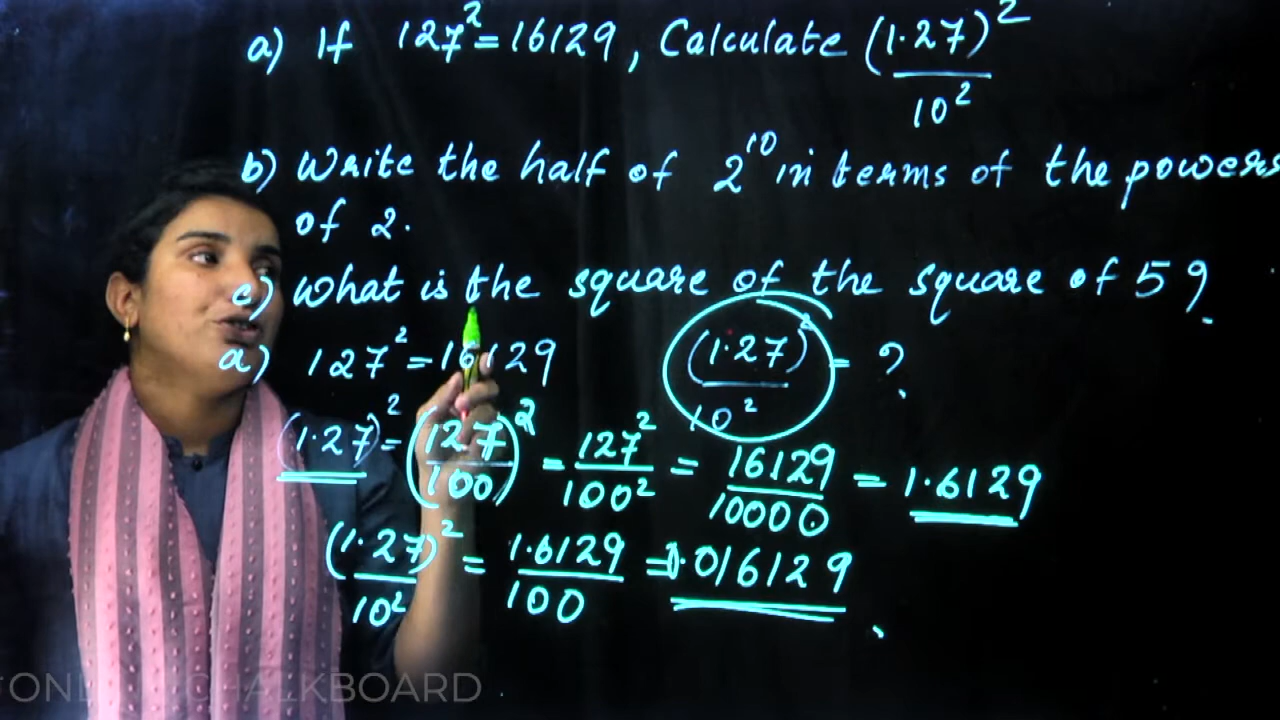 a) If 127² = 16129, Calculate (1.27)² / 10²
b) Write the half of 2¹⁰ in terms of the powers
of 2.
c) What is the square of the square of 5?
a) 127² = 16129 (1.27)² / 10² = ?
(1.27)² = (127/100)² = 127²/100² = 16129/10000 = 1.6129
(1.27)² / 10² = 1.6129/100 = 0.016129
CHALKBOARD